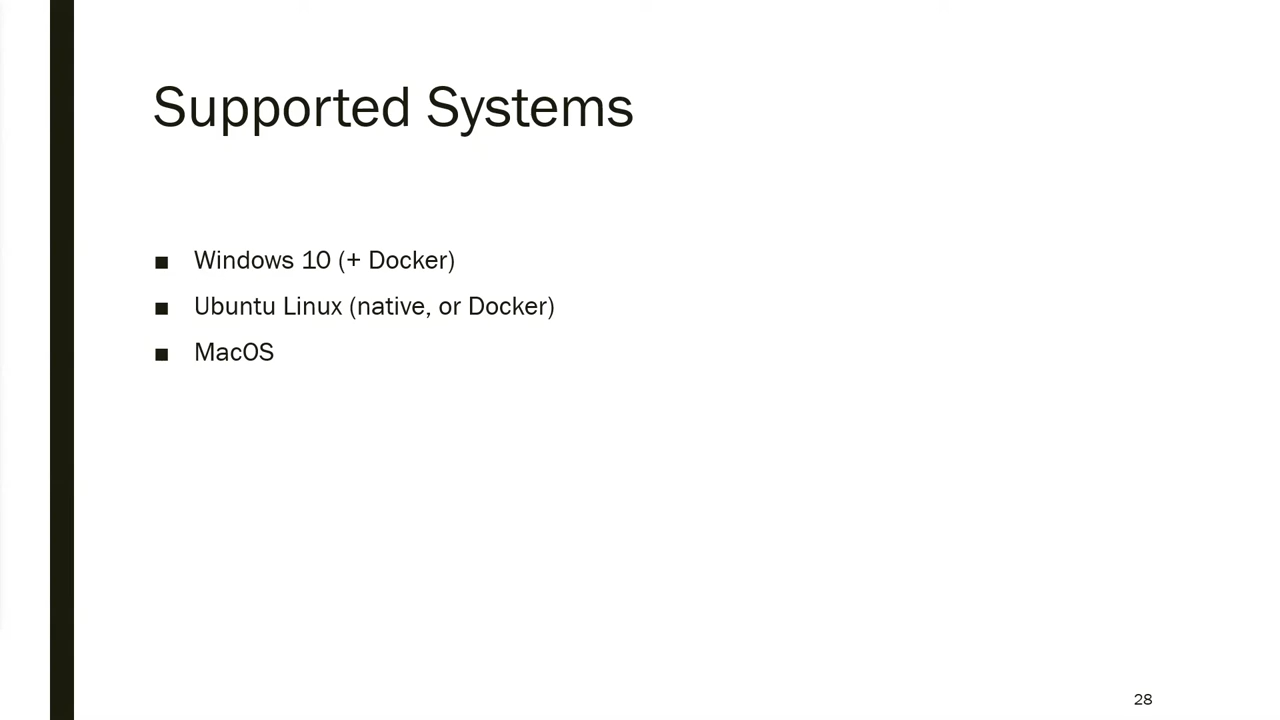 Supported Systems
■ Windows 10 (+ Docker)
■ Ubuntu Linux (native, or Docker)
■ MacOS
28